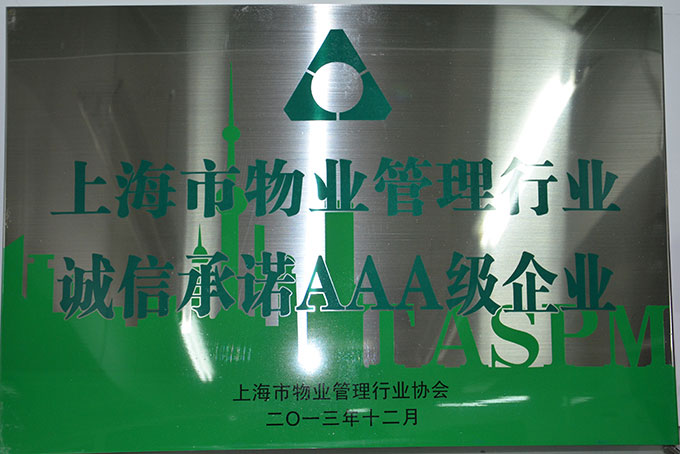 上海市物业管理行业
诚信承诺AAA级企业
TASPM
上海市物业管理行业协会
二〇一三年十二月